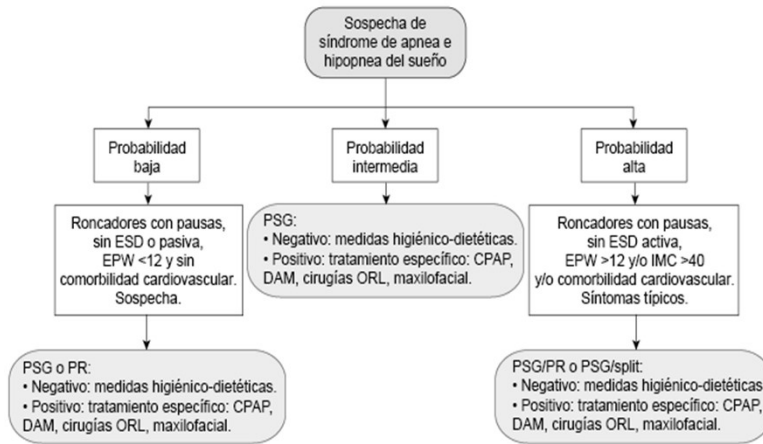 Sospecha de
síndrome de apnea e
hipopnea del sueño
Probabilidad
baja
Probabilidad
intermedia
Probabilidad
alta
Roncadores con pausas,
sin ESD o pasiva,
EPW <12 y sin
comorbilidad cardiovascular.
Sospecha.
PSG:
• Negativo: medidas higiénico-dietéticas.
• Positivo: tratamiento específico: CPAP,
DAM, cirugías ORL, maxilofacial.
Roncadores con pausas,
sin ESD activa,
EPW >12 y/o IMC >40
y/o comorbilidad cardiovascular.
Síntomas típicos.
PSG o PR:
• Negativo: medidas higiénico-dietéticas.
• Positivo: tratamiento específico: CPAP,
DAM, cirugías ORL, maxilofacial.
PSG/PR o PSG/split:
• Negativo: medidas higiénico-dietéticas.
• Positivo: tratamiento específico: CPAP,
DAM, cirugías ORL, maxilofacial.